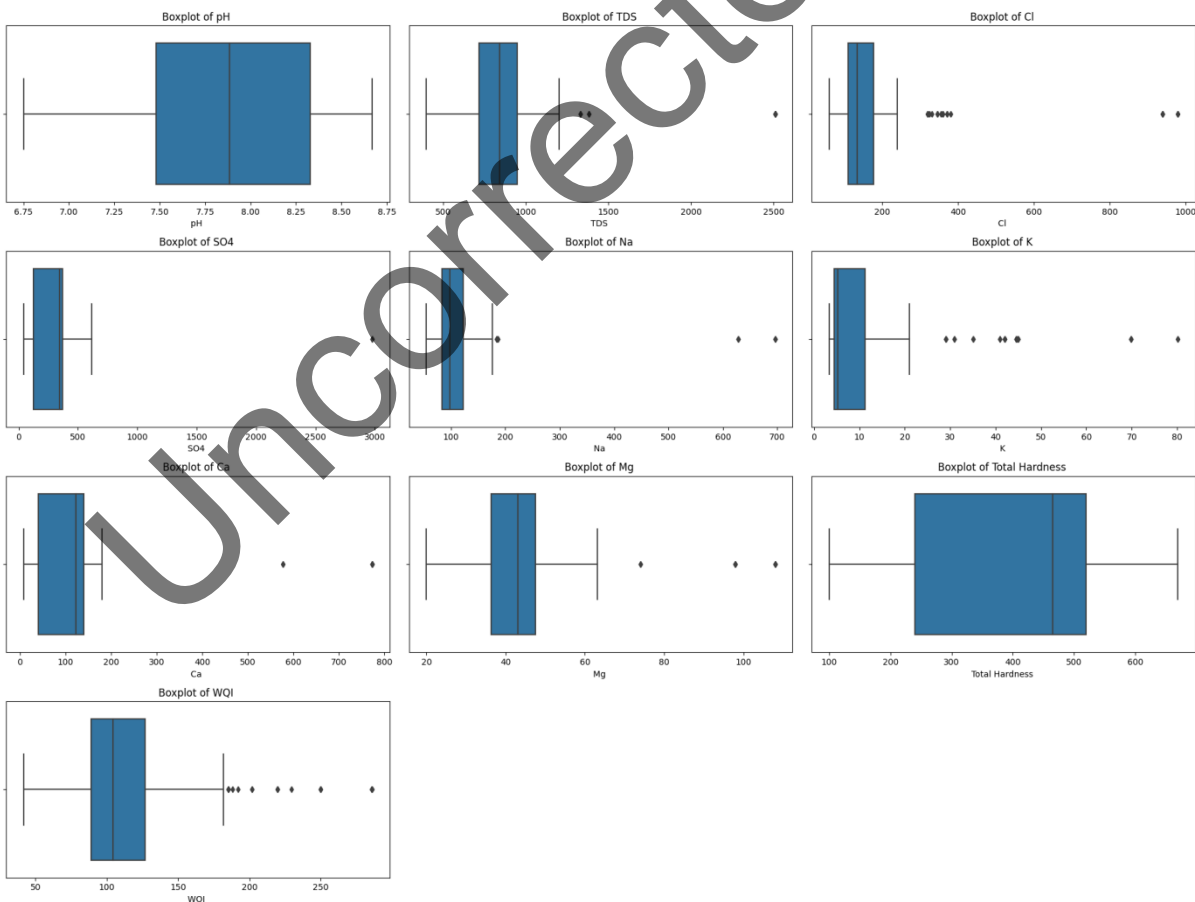 Boxplot of pH
6.75 7.00 7.25 7.50 7.75 8.00 8.25 8.50 8.75
pH
Boxplot of TDS
500 1000 1500 2000 2500
TDS
Boxplot of Cl
200 400 600 800 1000
Cl
Boxplot of SO4
0 500 1000 1500 2000 2500 3000
SO4
Boxplot of Na
100 200 300 400 500 600 700
Na
Boxplot of K
0 10 20 30 40 50 60 70 80
K
Boxplot of Ca
0 100 200 300 400 500 600 700 800
Ca
Boxplot of Mg
20 40 60 80 100
Mg
Boxplot of Total Hardness
100 200 300 400 500 600
Total Hardness
Boxplot of WQI
50 100 150 200 250
WQI
Uncorrecte